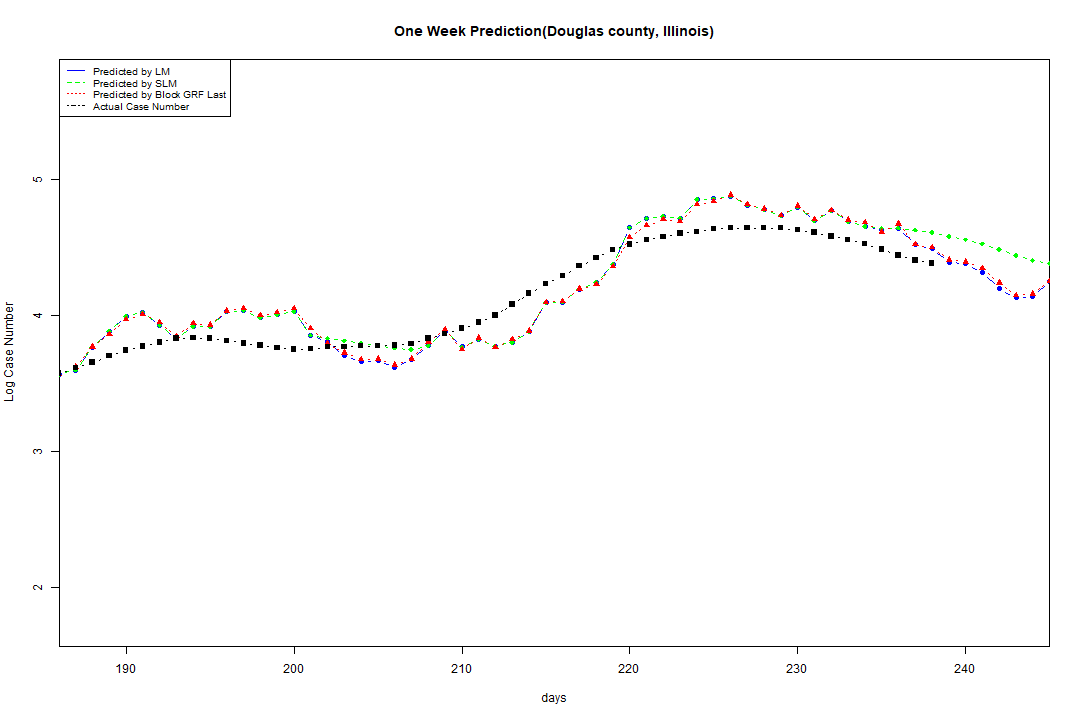 One Week Prediction(Douglas county, Illinois)
Predicted by LM
Predicted by SLM
Predicted by Block GRF Last
Actual Case Number
5
4
3
2
Log Case Number
190 200 210 220 230 240
days